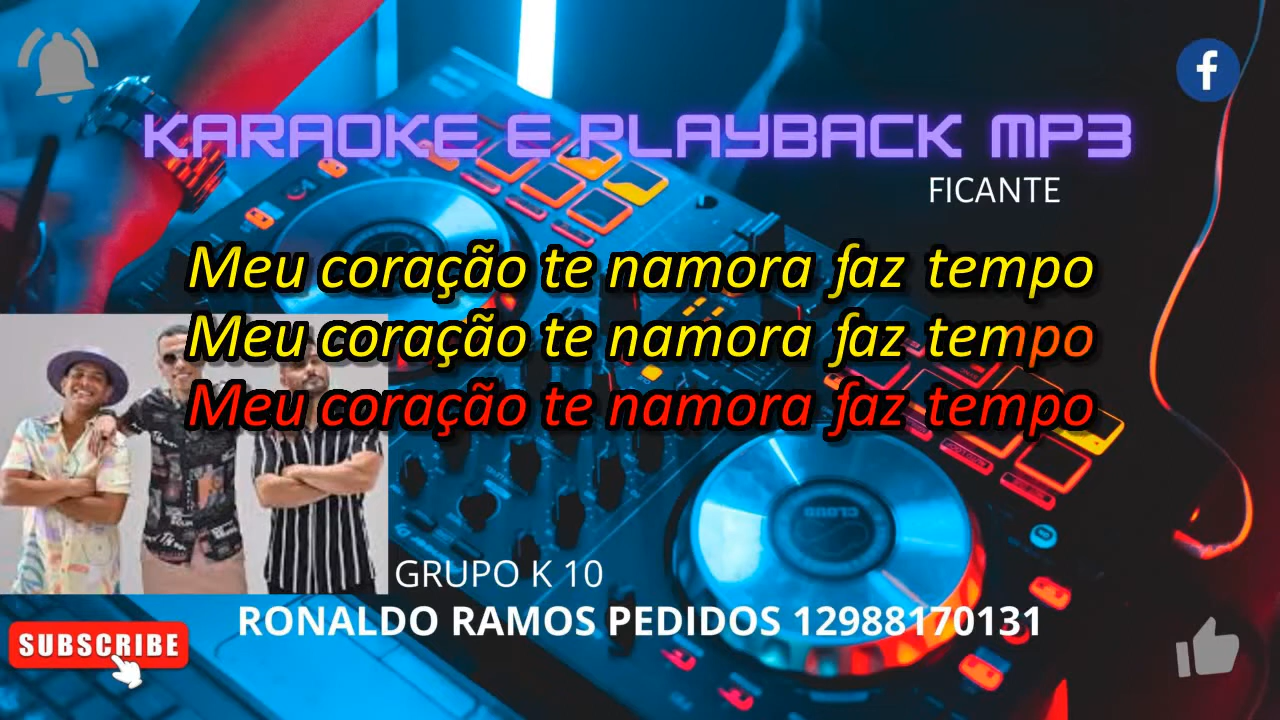 KARAOKE E PLAYBACK MP3
FICANTE
Meu coração te namora faz tempo
Meu coração te namora faz tempo
Meu coração te namora faz tempo
CLOUD
GRUPO K 10
RONALDO RAMOS PEDIDOS 12988170131
SUBSCRIBE